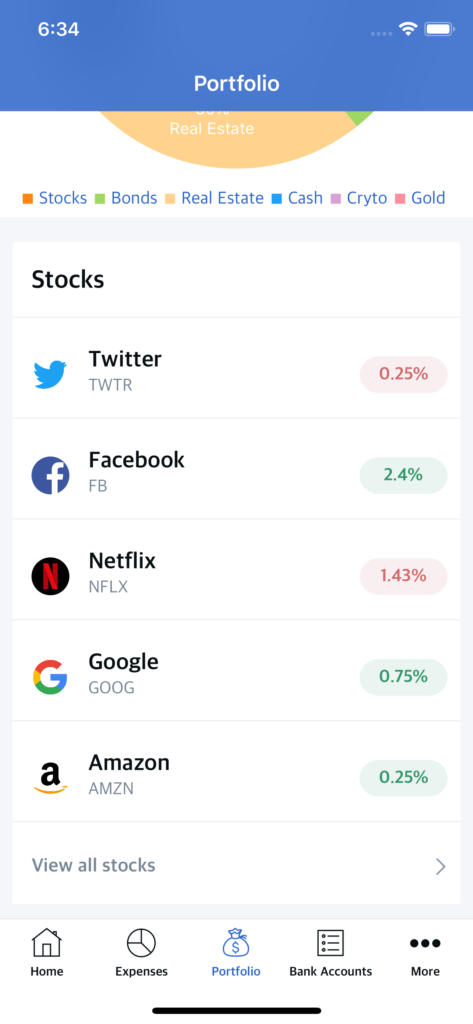 6:34
Portfolio
Real Estate
Stocks Bonds Real Estate Cash Cryto Gold
Stocks
Twitter
TWTR
0.25%
Facebook
FB
2.4%
Netflix
NFLX
1.43%
Google
GOOG
0.75%
Amazon
AMZN
0.25%
View all stocks
Home Expenses Portfolio Bank Accounts More